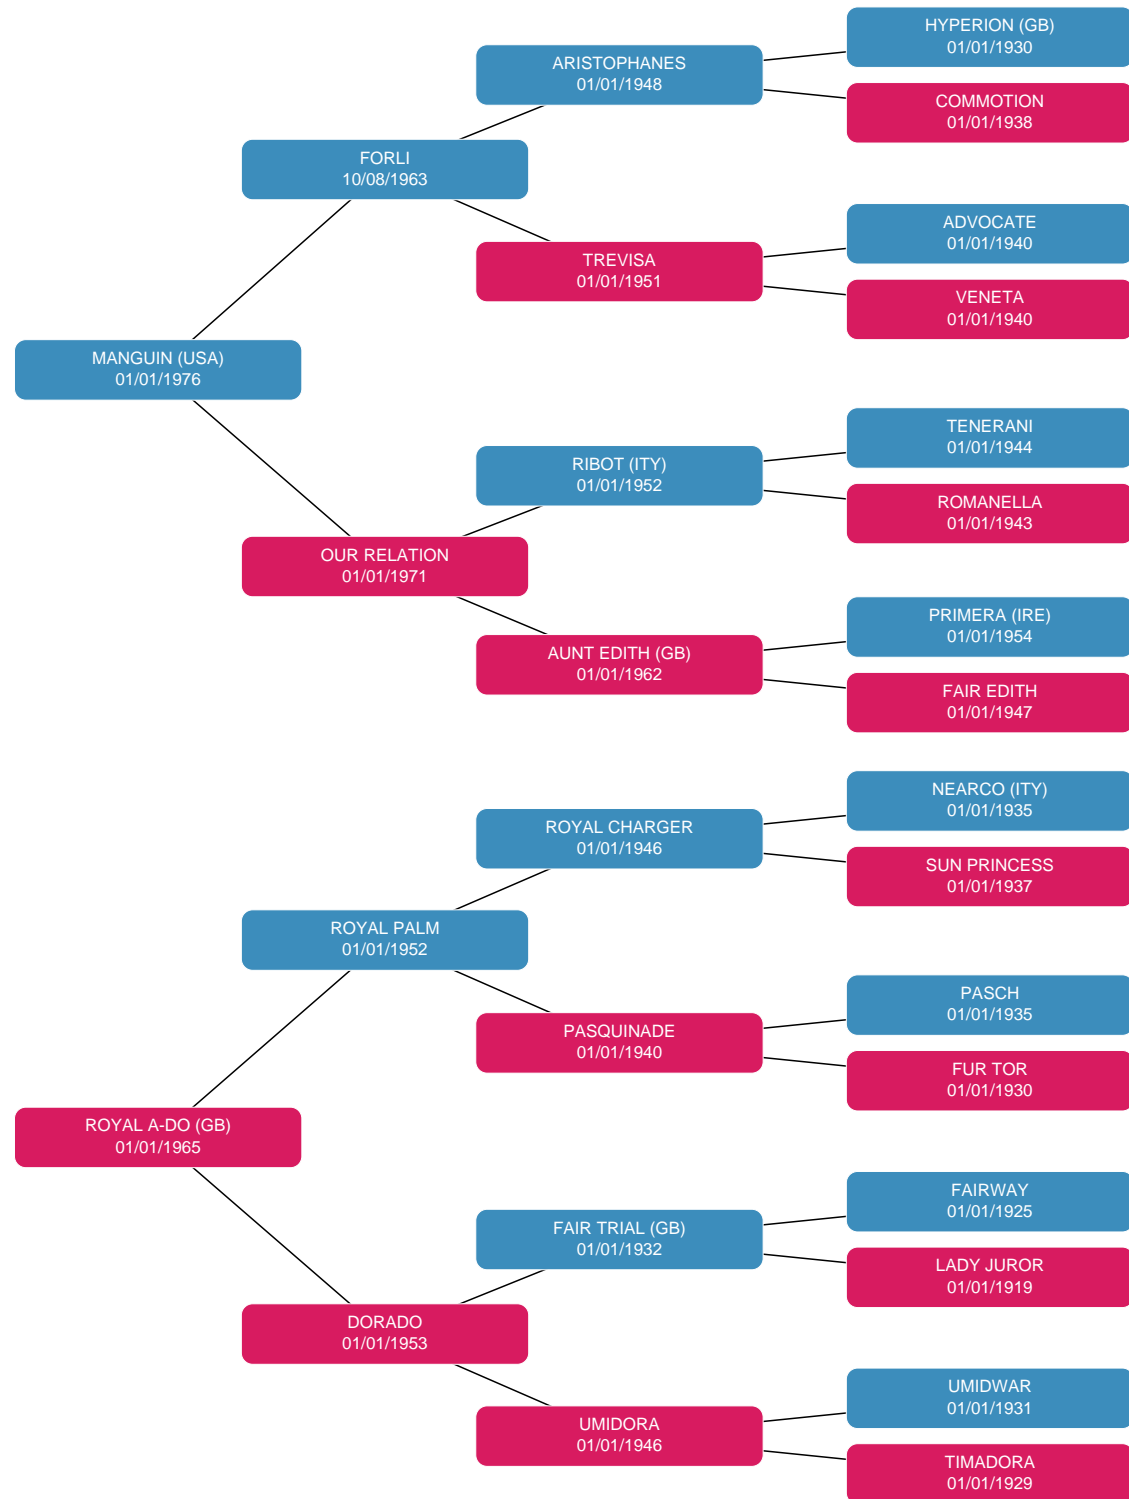 HYPERION (GB)
01/01/1930
ARISTOPHANES
01/01/1948
COMMOTION
01/01/1938
FORLI
10/08/1963
ADVOCATE
01/01/1940
TREVISA
01/01/1951
VENETA
01/01/1940
MANGUIN (USA)
01/01/1976
TENERANI
01/01/1944
RIBOT (ITY)
01/01/1952
ROMANELLA
01/01/1943
OUR RELATION
01/01/1971
PRIMERA (IRE)
01/01/1954
AUNT EDITH (GB)
01/01/1962
FAIR EDITH
01/01/1947
NEARCO (ITY)
01/01/1935
ROYAL CHARGER
01/01/1946
SUN PRINCESS
01/01/1937
ROYAL PALM
01/01/1952
PASCH
01/01/1935
PASQUINADE
01/01/1940
FUR TOR
01/01/1930
ROYAL A-DO (GB)
01/01/1965
FAIRWAY
01/01/1925
FAIR TRIAL (GB)
01/01/1932
LADY JUROR
01/01/1919
DORADO
01/01/1953
UMIDWAR
01/01/1931
UMIDORA
01/01/1946
TIMADORA
01/01/1929